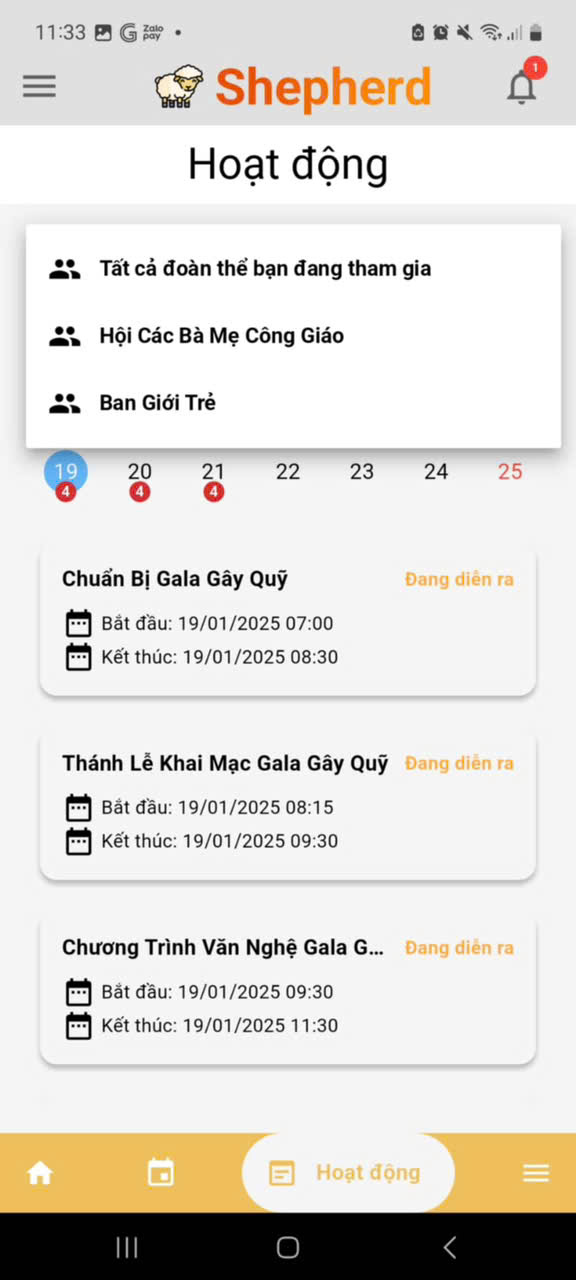 11:33 G Zalo pay
1
Shepherd
Hoạt động
Tất cả đoàn thể bạn đang tham gia
Hội Các Bà Mẹ Công Giáo
Ban Giới Trẻ
19 20 21 22 23 24 25
4 4 4
Chuẩn Bị Gala Gây Quỹ Đang diễn ra
Bắt đầu: 19/01/2025 07:00
Kết thúc: 19/01/2025 08:30
Thánh Lễ Khai Mạc Gala Gây Quỹ Đang diễn ra
Bắt đầu: 19/01/2025 08:15
Kết thúc: 19/01/2025 09:30
Chương Trình Văn Nghệ Gala G... Đang diễn ra
Bắt đầu: 19/01/2025 09:30
Kết thúc: 19/01/2025 11:30
Hoạt động